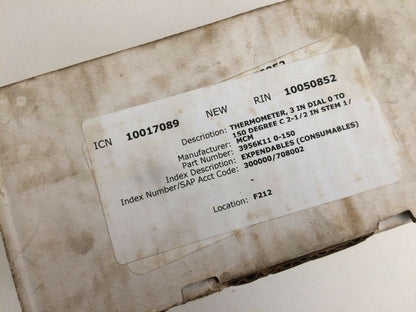 ICN 10017089 NEW RIN 10050852
Description: THERMOMETER, 3 IN DIAL 0 TO
150 DEGREE C 2-1/2 IN STEM 1/
Manufacturer: MCM
Part Number: 3956K11 0-150
Index Description: EXPENDABLES (CONSUMABLES)
Index Number/SAP Acct Code: 300000/708002
-
Location: F212